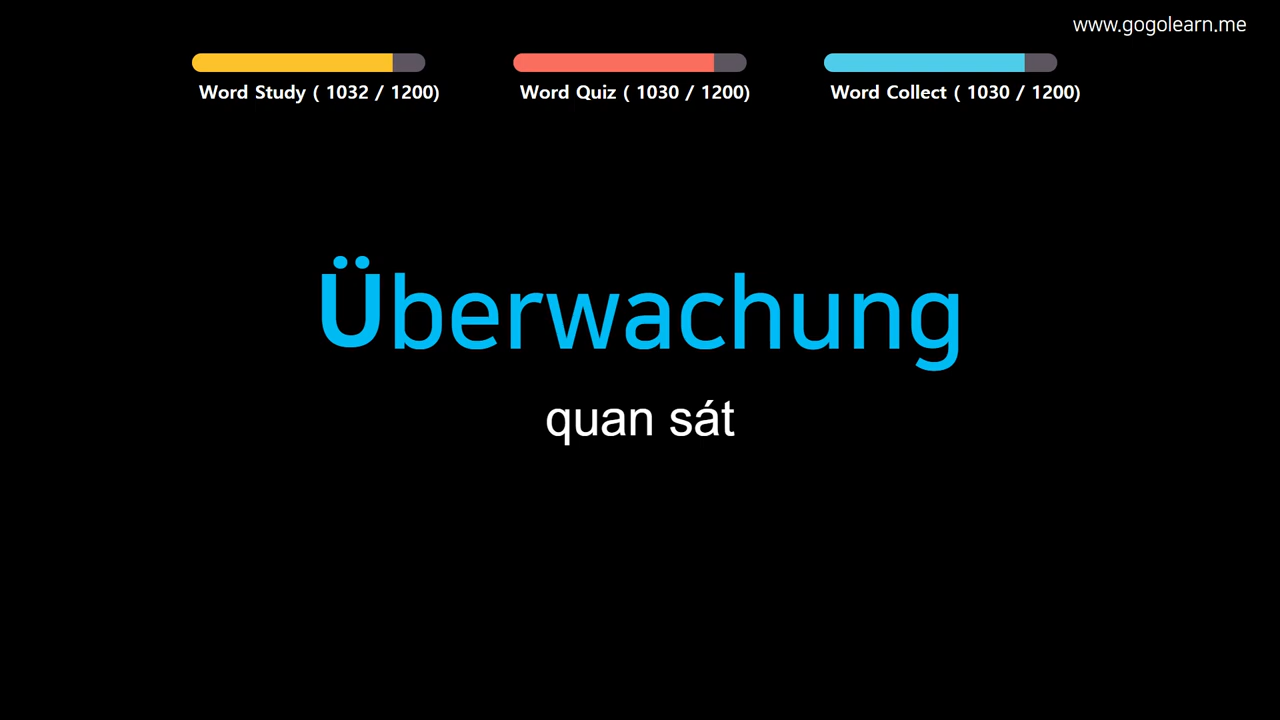 www.gogolearn.me
Word Study ( 1032 / 1200)
Word Quiz ( 1030 / 1200)
Word Collect ( 1030 / 1200)
Überwachung
quan sát